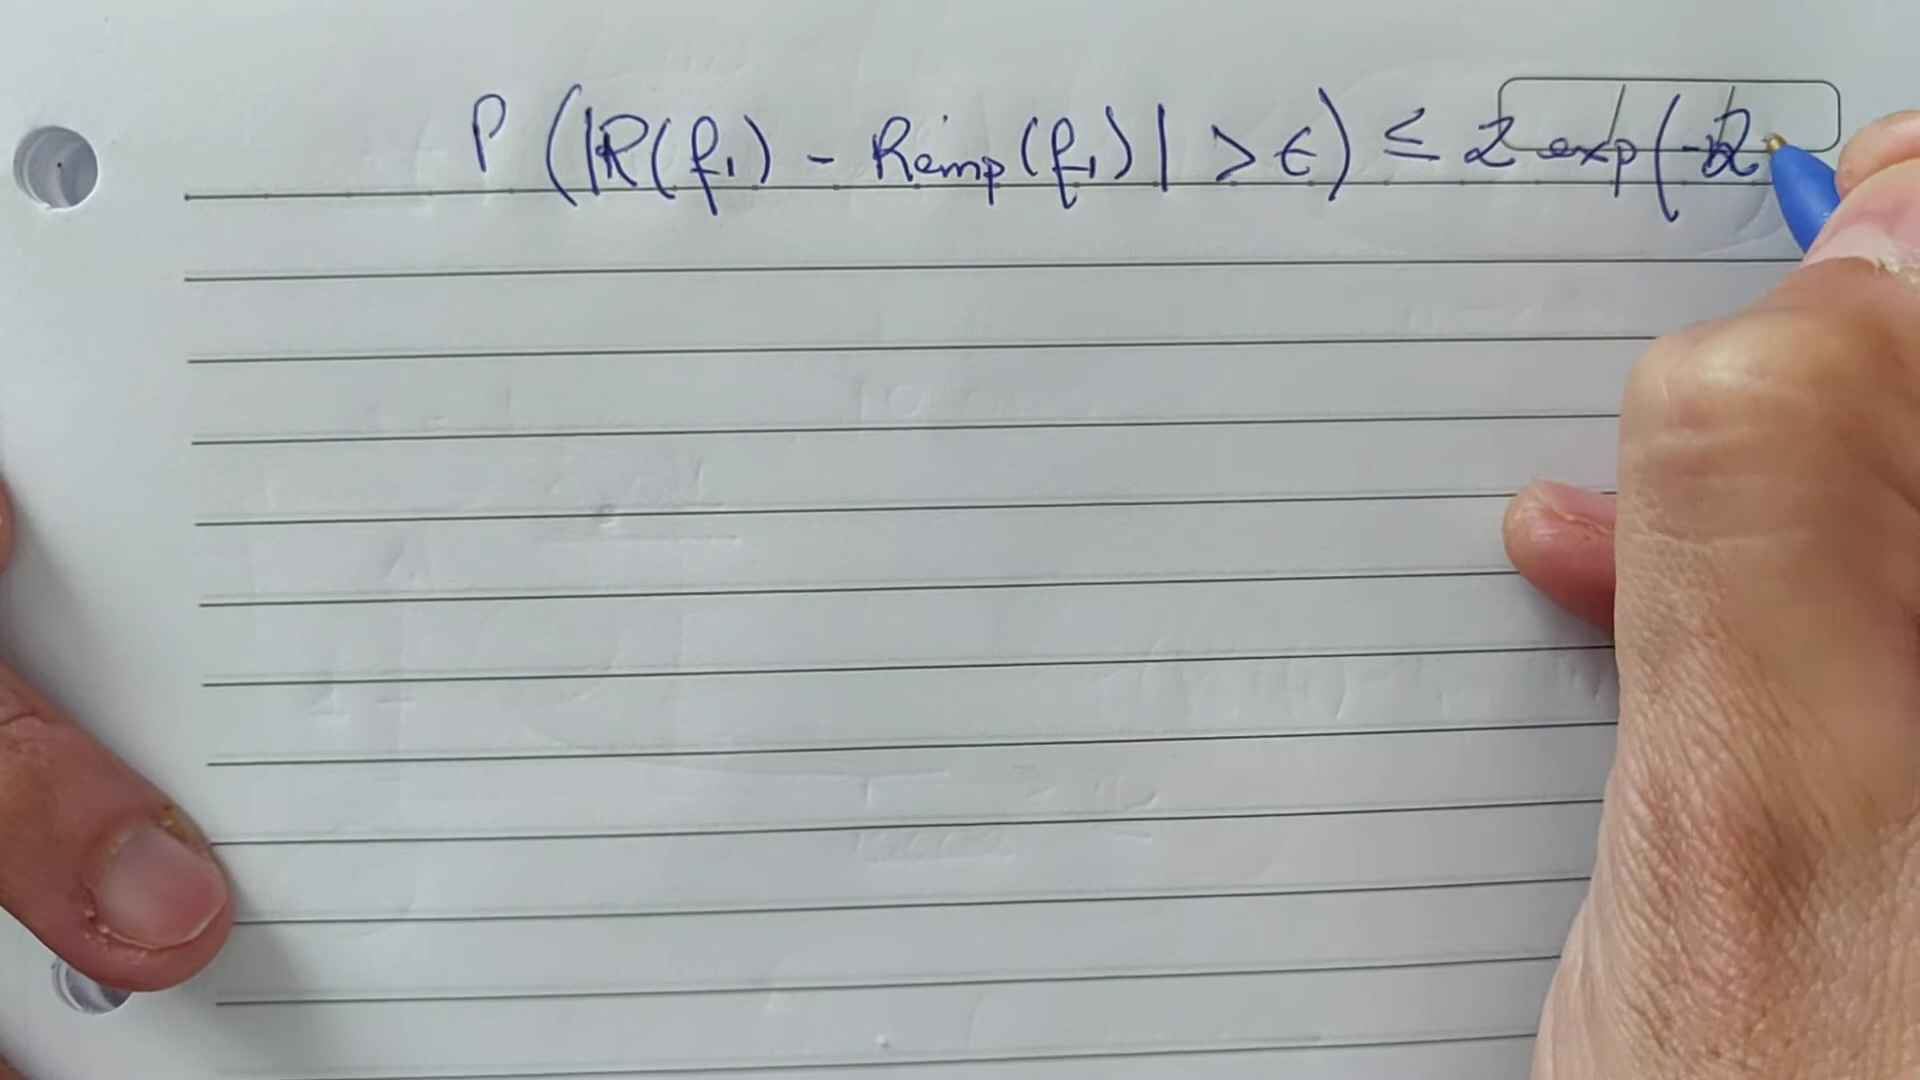 P (|R(f₁) - Remp(f₁)| > ϵ) ≤ 2 exp(-2